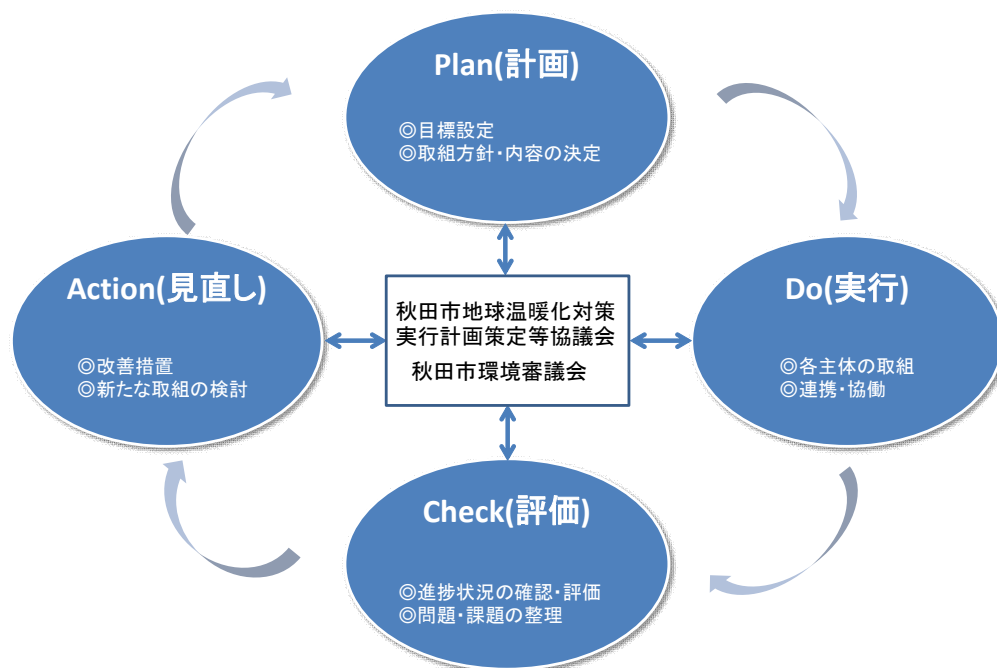 Plan(計画)
◎目標設定
◎取組方針・内容の決定
Action(見直し)
◎改善措置
◎新たな取組の検討
秋田市地球温暖化対策
実行計画策定等協議会
秋田市環境審議会
Do(実行)
◎各主体の取組
◎連携・協働
Check(評価)
◎進捗状況の確認・評価
◎問題・課題の整理